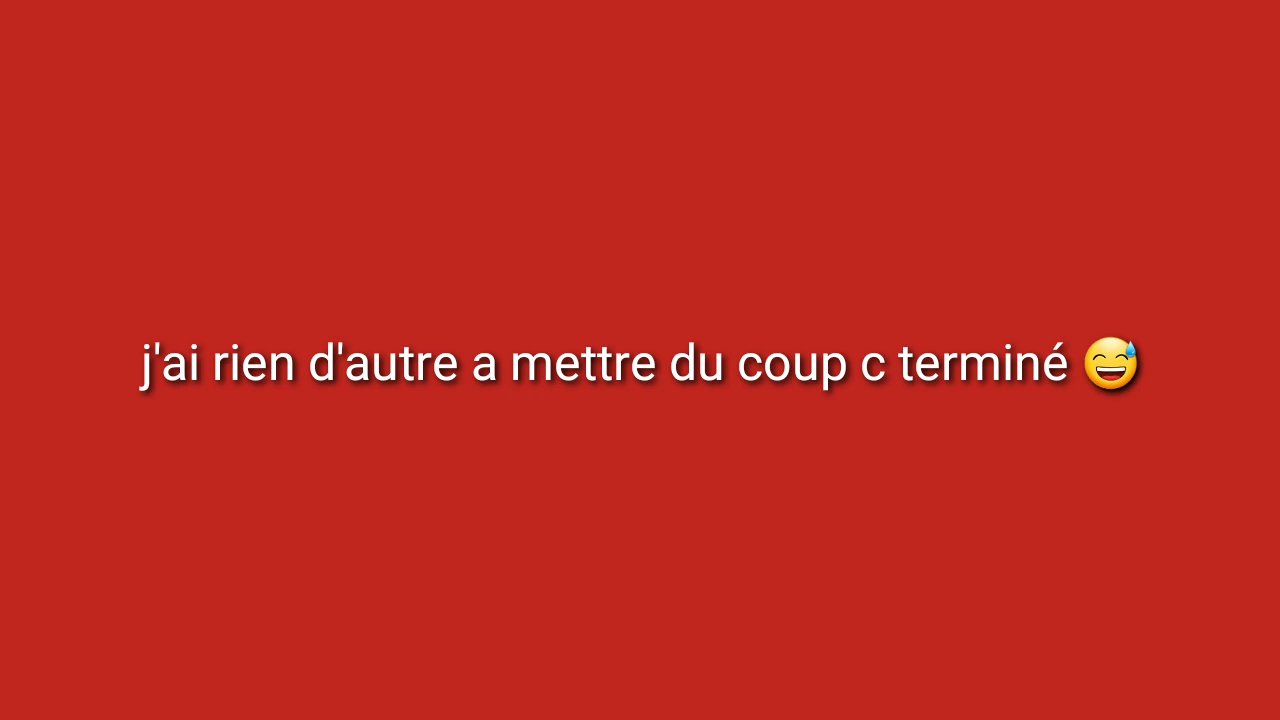 j'ai rien d'autre a mettre du coup c terminé 😅